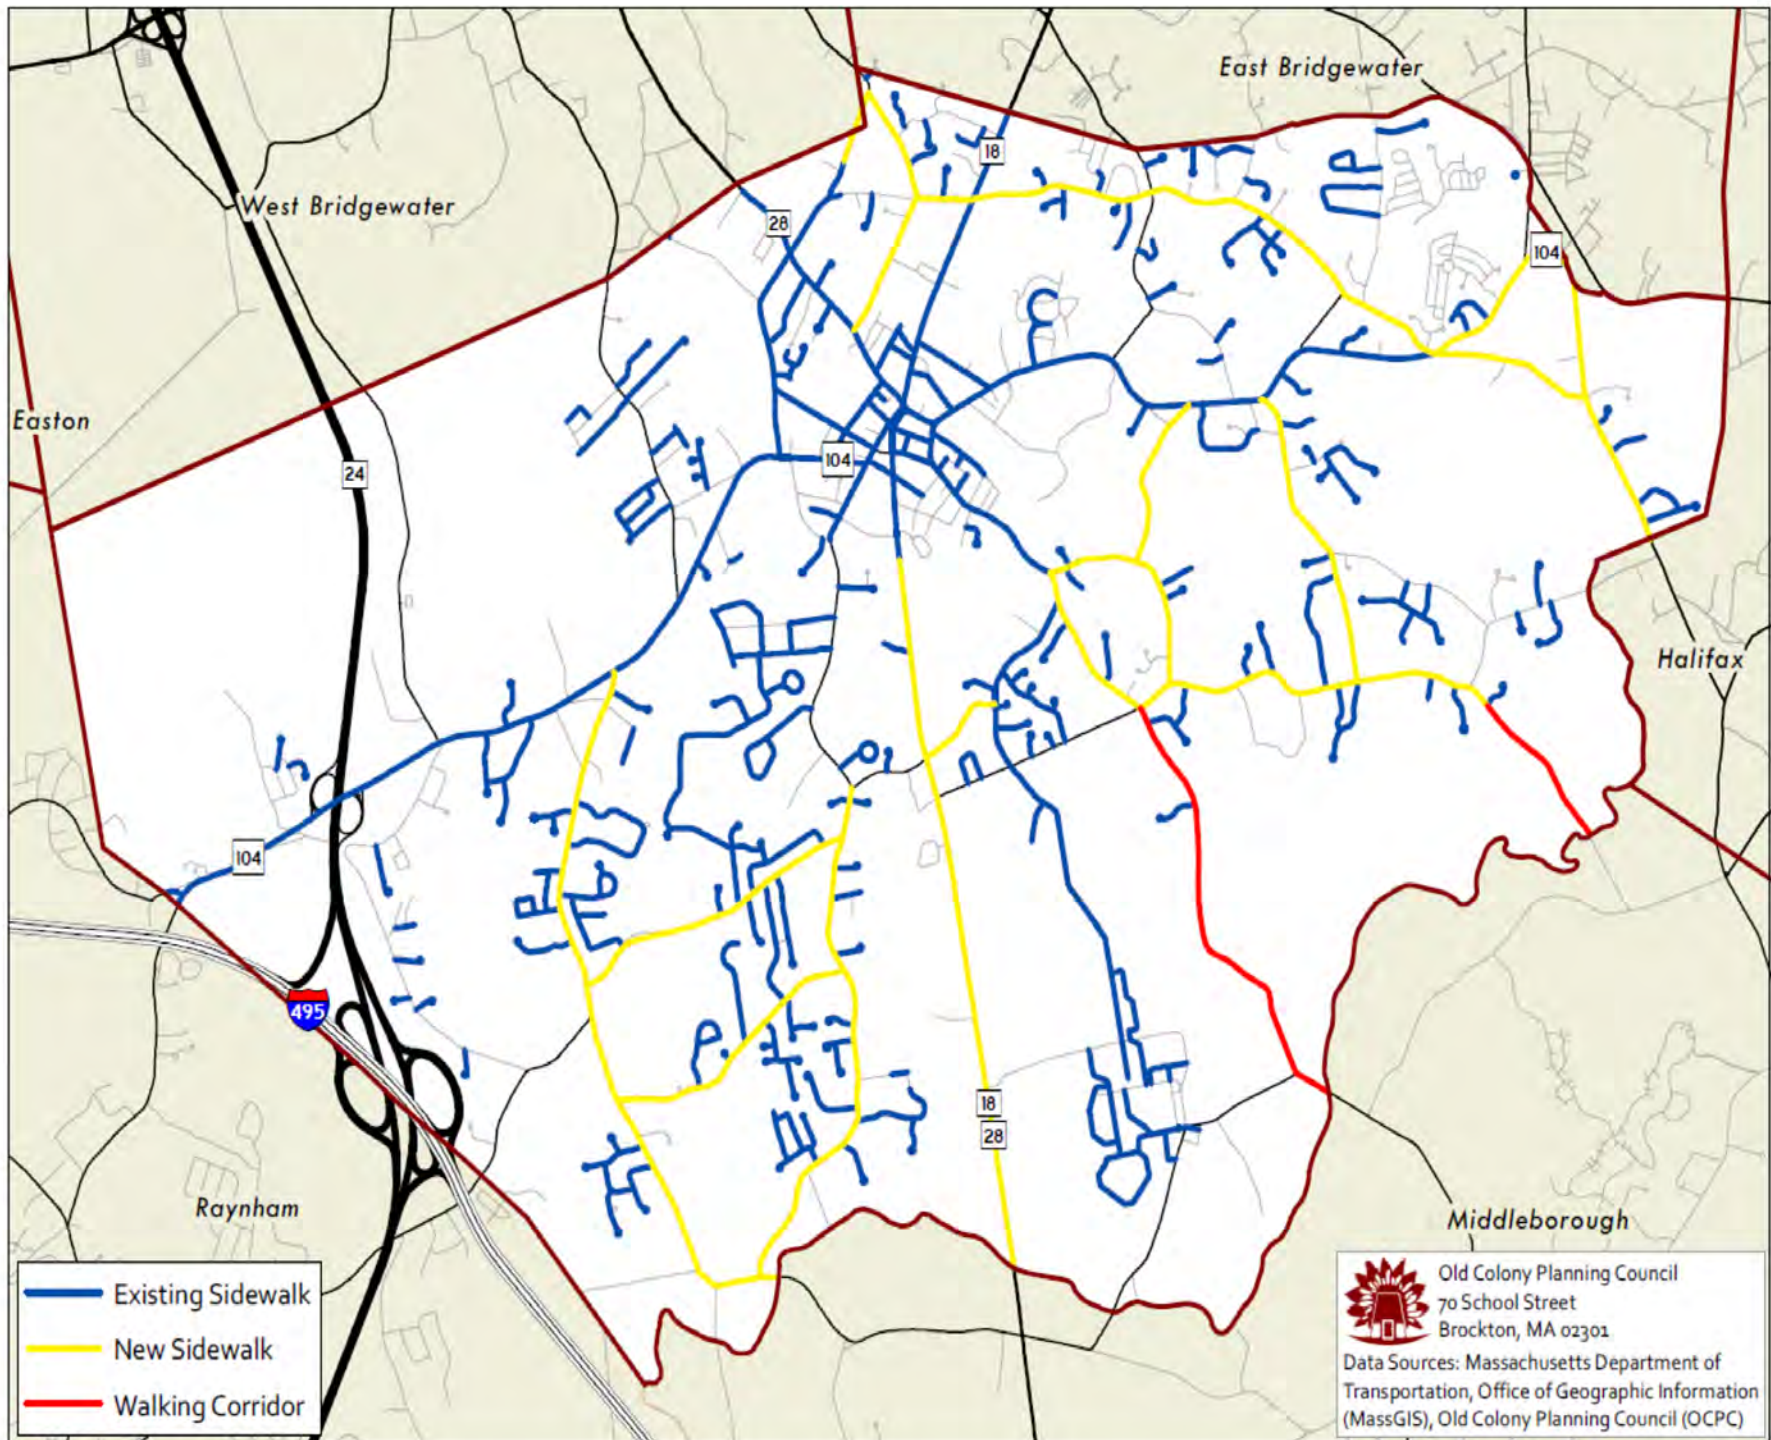 East Bridgewater
18
West Bridgewater
28
104
Easton
24
104
Halifax
104
495
18
28
Raynham
Middleborough
Existing Sidewalk
New Sidewalk
Walking Corridor
Old Colony Planning Council
70 School Street
Brockton, MA 02301
Data Sources: Massachusetts Department of
Transportation, Office of Geographic Information
(MassGIS), Old Colony Planning Council (OCPC)